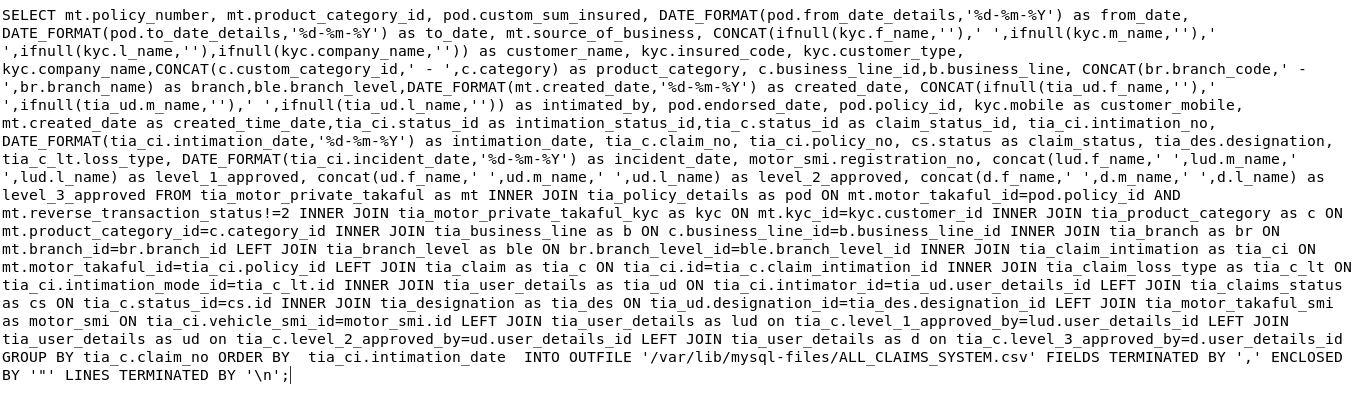 SELECT mt.policy_number, mt.product_category_id, pod.custom_sum_insured, DATE_FORMAT(pod.from_date_details,'%d-%m-%Y') as from_date,
DATE_FORMAT(pod.to_date_details,'%d-%m-%Y') as to_date, mt.source_of_business, CONCAT(ifnull(kyc.f_name,''),' ',ifnull(kyc.m_name,''),'
',ifnull(kyc.l_name,''),ifnull(kyc.company_name,'')) as customer_name, kyc.insured_code, kyc.customer_type,
kyc.company_name,CONCAT(c.custom_category_id,' - ',c.category) as product_category, c.business_line_id,b.business_line, CONCAT(br.branch_code,' -
',br.branch_name) as branch,ble.branch_level,DATE_FORMAT(mt.created_date,'%d-%m-%Y') as created_date, CONCAT(ifnull(tia_ud.f_name,''),'
',ifnull(tia_ud.m_name,''),' ',ifnull(tia_ud.l_name,'')) as intimated_by, pod.endorsed_date, pod.policy_id, kyc.mobile as customer_mobile,
mt.created_date as created_time_date,tia_ci.status_id as intimation_status_id,tia_c.status_id as claim_status_id, tia_ci.intimation_no,
DATE_FORMAT(tia_ci.intimation_date,'%d-%m-%Y') as intimation_date, tia_c.claim_no, tia_ci.policy_no, cs.status as claim_status, tia_des.designation,
tia_c_lt.loss_type, DATE_FORMAT(tia_ci.incident_date,'%d-%m-%Y') as incident_date, motor_smi.registration_no, concat(lud.f_name,' ',lud.m_name,'
',lud.l_name) as level_1_approved, concat(ud.f_name,' ',ud.m_name,' ',ud.l_name) as level_2_approved, concat(d.f_name,' ',d.m_name,' ',d.l_name) as
level_3_approved FROM tia_motor_private_takaful as mt INNER JOIN tia_policy_details as pod ON mt.motor_takaful_id=pod.policy_id AND
mt.reverse_transaction_status!=2 INNER JOIN tia_motor_private_takaful_kyc as kyc ON mt.kyc_id=kyc.customer_id INNER JOIN tia_product_category as c ON
mt.product_category_id=c.category_id INNER JOIN tia_business_line as b ON c.business_line_id=b.business_line_id INNER JOIN tia_branch as br ON
mt.branch_id=br.branch_id LEFT JOIN tia_branch_level as ble ON br.branch_level_id=ble.branch_level_id INNER JOIN tia_claim_intimation as tia_ci ON
mt.motor_takaful_id=tia_ci.policy_id LEFT JOIN tia_claim as tia_c ON tia_ci.id=tia_c.claim_intimation_id INNER JOIN tia_claim_loss_type as tia_c_lt ON
tia_ci.intimation_mode_id=tia_c_lt.id INNER JOIN tia_user_details as tia_ud ON tia_ci.intimator_id=tia_ud.user_details_id LEFT JOIN tia_claims_status
as cs ON tia_c.status_id=cs.id INNER JOIN tia_designation as tia_des ON tia_ud.designation_id=tia_des.designation_id LEFT JOIN tia_motor_takaful_smi
as motor_smi ON tia_ci.vehicle_smi_id=motor_smi.id LEFT JOIN tia_user_details as lud on tia_c.level_1_approved_by=lud.user_details_id LEFT JOIN
tia_user_details as ud on tia_c.level_2_approved_by=ud.user_details_id LEFT JOIN tia_user_details as d on tia_c.level_3_approved_by=d.user_details_id
GROUP BY tia_c.claim_no ORDER BY  tia_ci.intimation_date  INTO OUTFILE '/var/lib/mysql-files/ALL_CLAIMS_SYSTEM.csv' FIELDS TERMINATED BY ',' ENCLOSED
BY '"' LINES TERMINATED BY '\n';